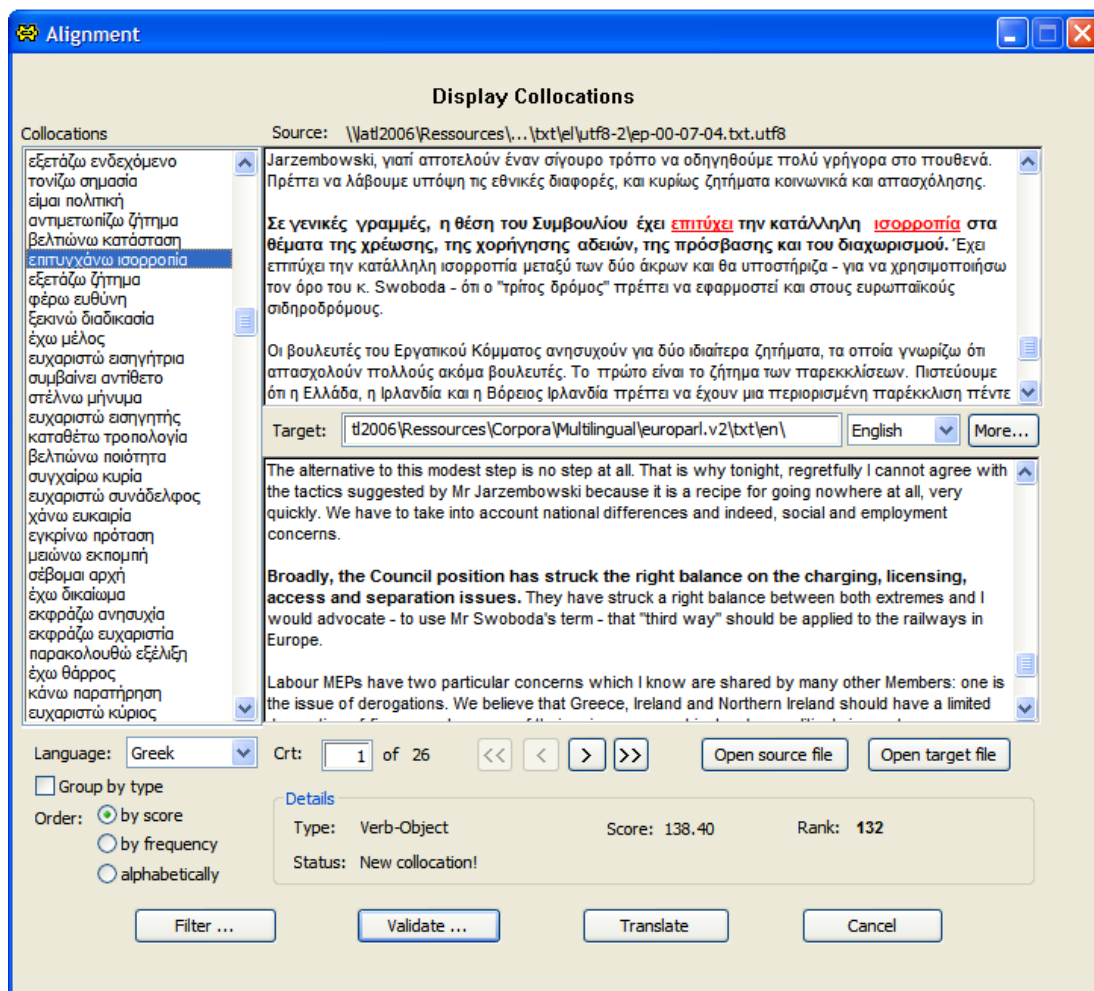 Alignment
Display Collocations
Collocations
Source: \\latl2006\Ressources\...\txt\el\utf8-2\ep-00-07-04.txt.utf8
εξετάζω ενδεχόμενο
τονίζω σημασία
είμαι πολιτική
αντιμετωπίζω ζήτημα
βελτιώνω κατάσταση
επιτυγχάνω ισορροπία
εξετάζω ζήτημα
φέρω ευθύνη
ξεκινώ διαδικασία
έχω μέλος
ευχαριστώ εισηγήτρια
συμβαίνει αντίθετο
στέλνω μήνυμα
ευχαριστώ εισηγητής
καταθέτω τροπολογία
βελτιώνω ποιότητα
συγχαίρω κυρία
ευχαριστώ συνάδελφος
χάνω ευκαιρία
εγκρίνω πρόταση
μειώνω εκπομπή
σέβομαι αρχή
έχω δικαίωμα
εκφράζω ανησυχία
εκφράζω ευχαριστία
παρακολουθώ εξέλιξη
έχω θάρρος
κάνω παρατήρηση
ευχαριστώ κύριος
Jarzembowski, γιατί αποτελούν έναν σίγουρο τρόπο να οδηγηθούμε πολύ γρήγορα στο πουθενά.
Πρέπει να λάβουμε υπόψη τις εθνικές διαφορές, και κυρίως ζητήματα κοινωνικά και απασχόλησης.
Σε γενικές γραμμές, η θέση του Συμβουλίου έχει επιτύχει την κατάλληλη ισορροπία στα
θέματα της χρέωσης, της χορήγησης αδειών, της πρόσβασης και του διαχωρισμού. Έχει
επιτύχει την κατάλληλη ισορροπία μεταξύ των δύο άκρων και θα υποστήριζα - για να χρησιμοποιήσω
τον όρο του κ. Swoboda - ότι ο "τρίτος δρόμος" πρέπει να εφαρμοστεί και στους ευρωπαϊκούς
σιδηροδρόμους.
Οι βουλευτές του Εργατικού Κόμματος ανησυχούν για δύο ιδιαίτερα ζητήματα, τα οποία γνωρίζω ότι
απασχολούν πολλούς ακόμα βουλευτές. Το πρώτο είναι το ζήτημα των παρεκκλίσεων. Πιστεύουμε
ότι η Ελλάδα, η Ιρλανδία και η Βόρειος Ιρλανδία πρέπει να έχουν μια περιορισμένη παρέκκλιση πέντε
Target: tl2006\Ressources\Corpora\Multilingual\europarl.v2\txt\en\ English More...
The alternative to this modest step is no step at all. That is why tonight, regretfully I cannot agree with
the tactics suggested by Mr Jarzembowski because it is a recipe for going nowhere at all, very
quickly. We have to take into account national differences and indeed, social and employment
concerns.
Broadly, the Council position has struck the right balance on the charging, licensing,
access and separation issues. They have struck a right balance between both extremes and I
would advocate - to use Mr Swoboda's term - that "third way" should be applied to the railways in
Europe.
Labour MEPs have two particular concerns which I know are shared by many other Members: one is
the issue of derogations. We believe that Greece, Ireland and Northern Ireland should have a limited
Language: Greek Crt: 1 of 26 << < > >> Open source file Open target file
Group by type
Order: by score
by frequency
alphabetically
Details
Type: Verb-Object Score: 138.40 Rank: 132
Status: New collocation!
Filter ... Validate ... Translate Cancel